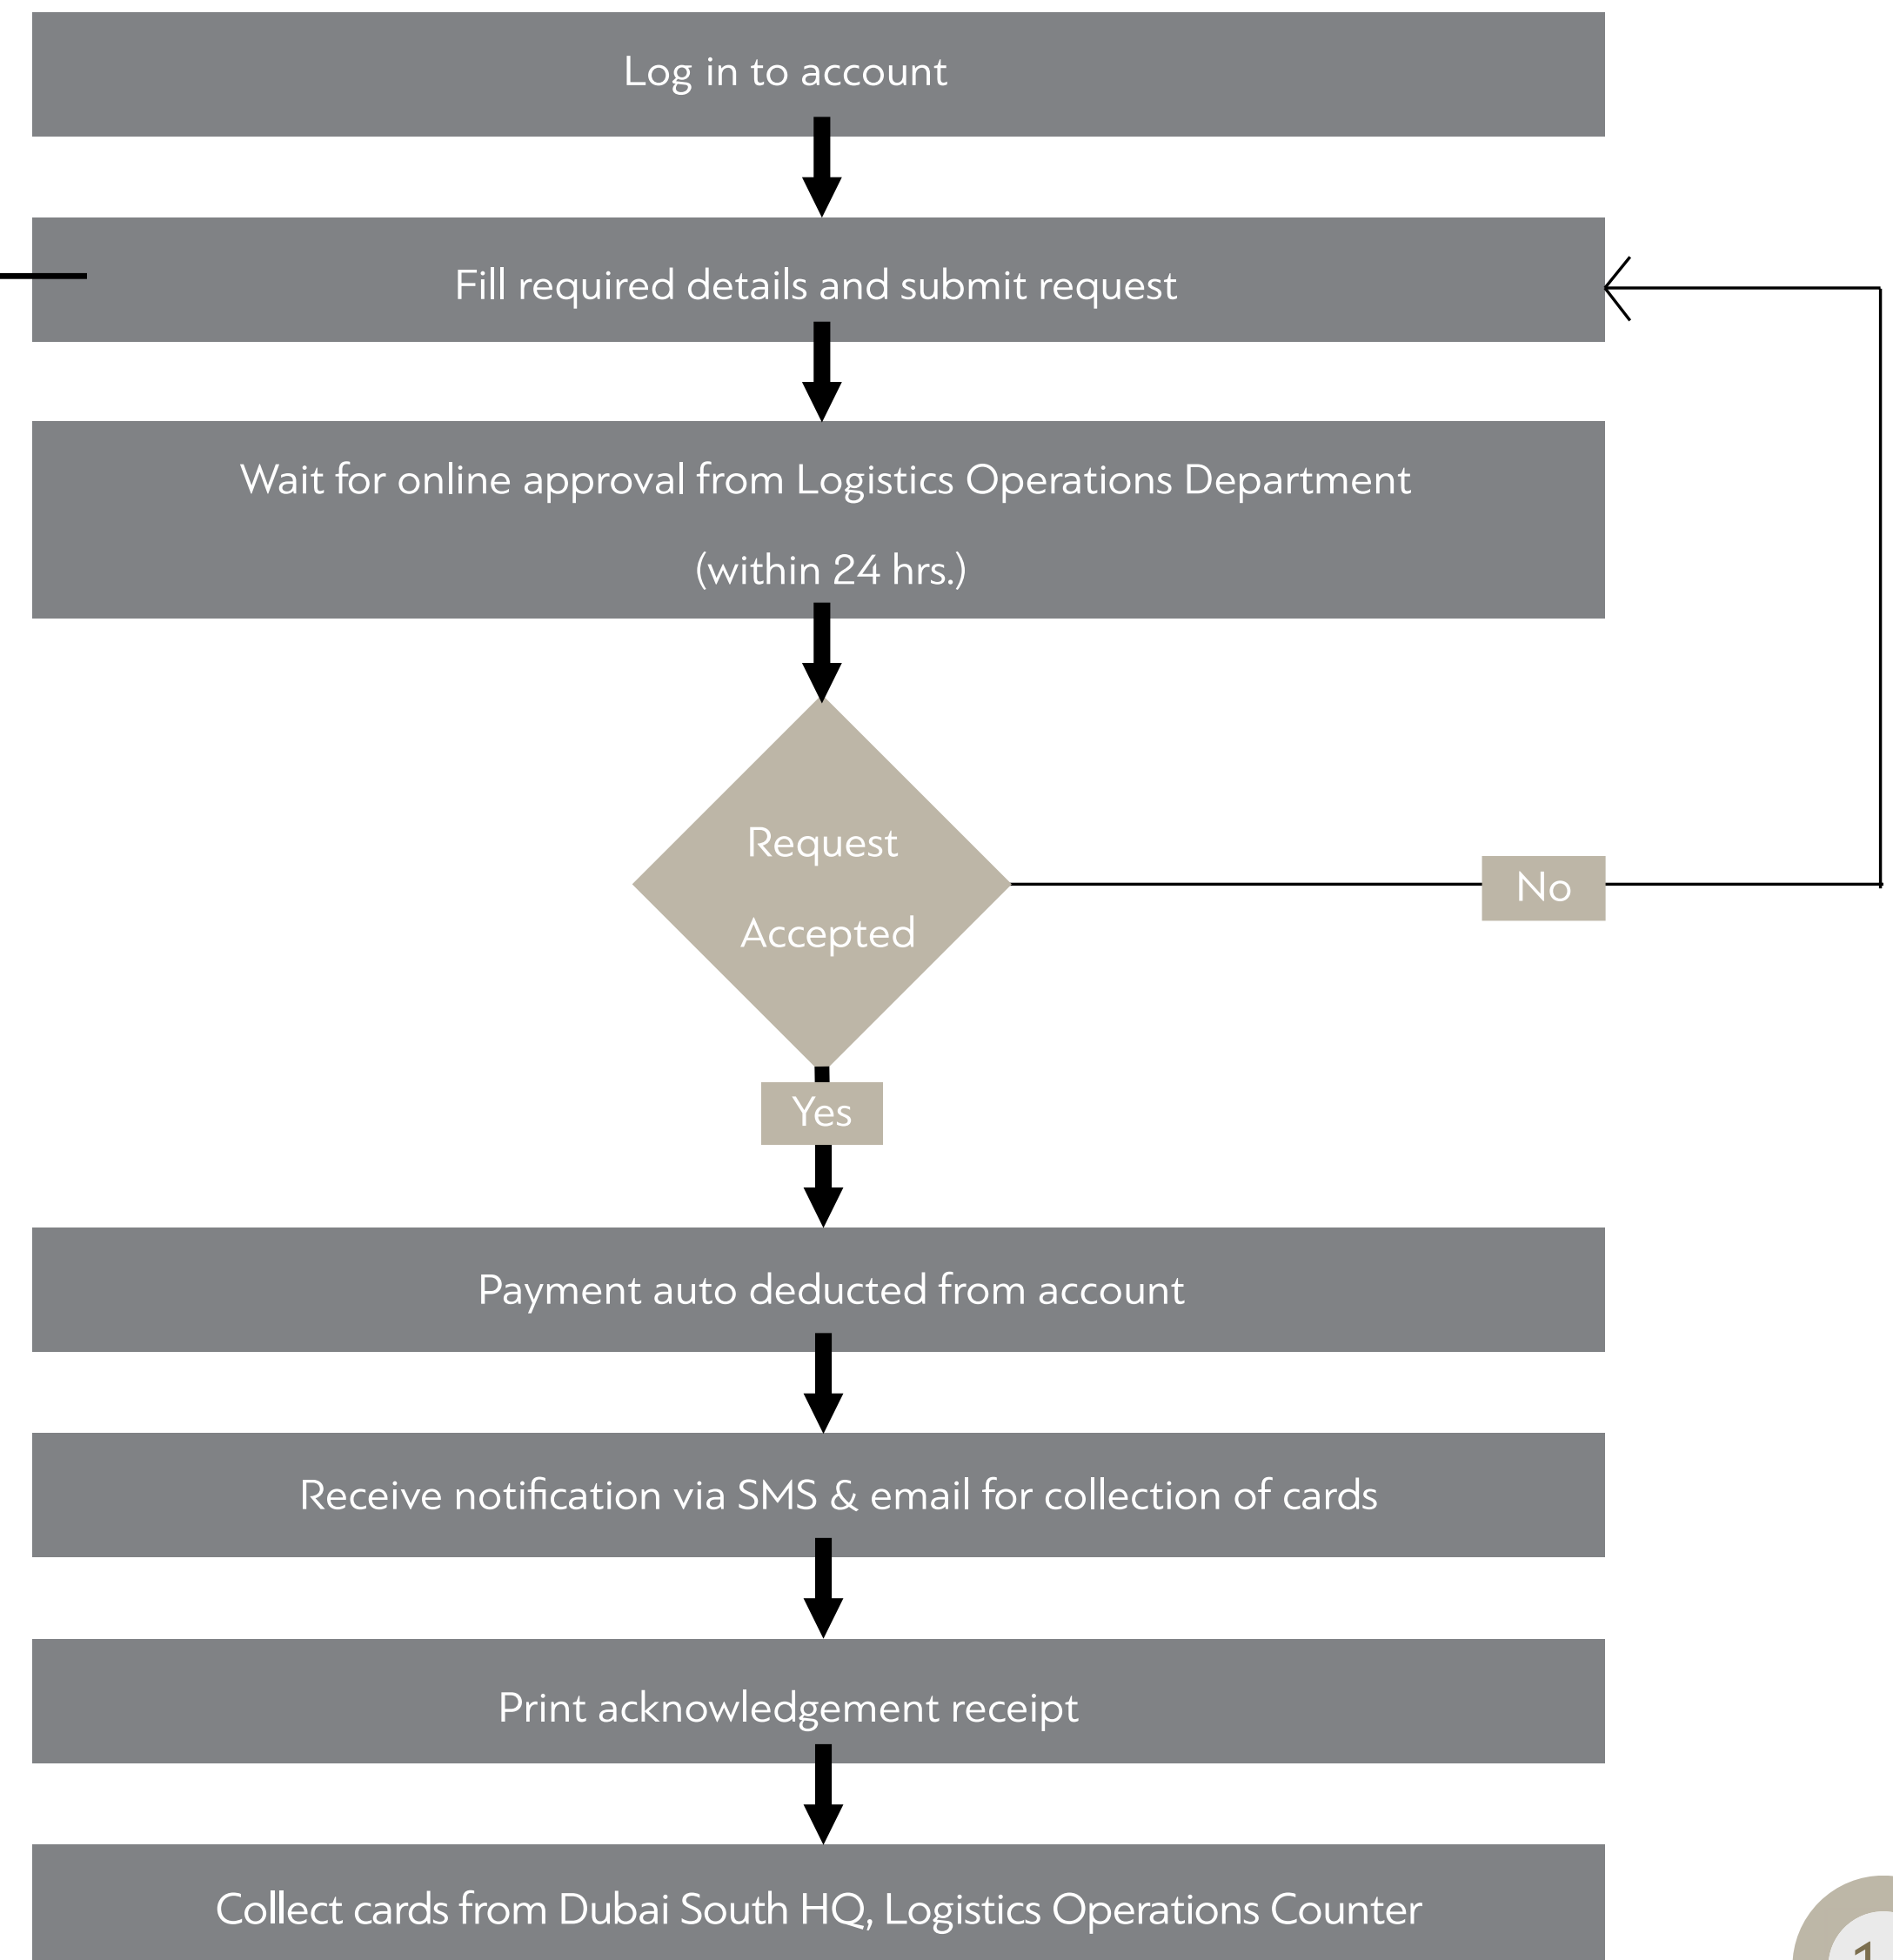 Log in to account
Fill required details and submit request
Wait for online approval from Logistics Operations Department
(within 24 hrs.)
Request
Accepted
No
Yes
Payment auto deducted from account
Receive notification via SMS & email for collection of cards
Print acknowledgement receipt
Collect cards from Dubai South HQ, Logistics Operations Counter